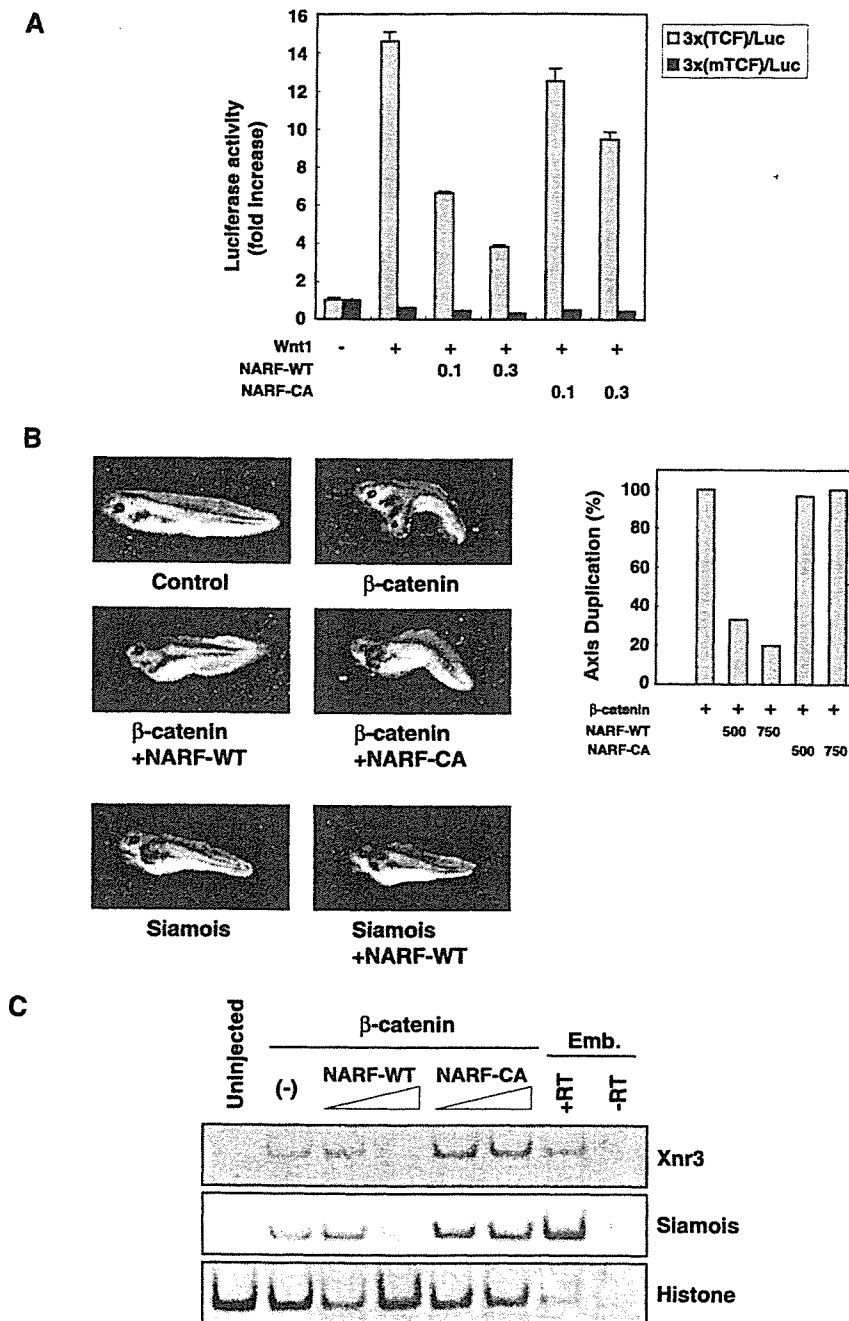 A
16
14
12
10
8
6
4
2
0
Luciferase activity
(fold increase)
3x(TCF)/Luc
3x(mTCF)/Luc
Wnt1 - + + + + +
NARF-WT 0.1 0.3
NARF-CA 0.1 0.3
B
Control
β-catenin
β-catenin
+NARF-WT
β-catenin
+NARF-CA
Siamois
Siamois
+NARF-WT
Axis Duplication (%)
100
80
60
40
20
0
β-catenin + + + + +
NARF-WT 500 750
NARF-CA 500 750
C
Uninjected
β-catenin
Emb.
(-)
NARF-WT
NARF-CA
+RT
-RT
Xnr3
Siamois
Histone